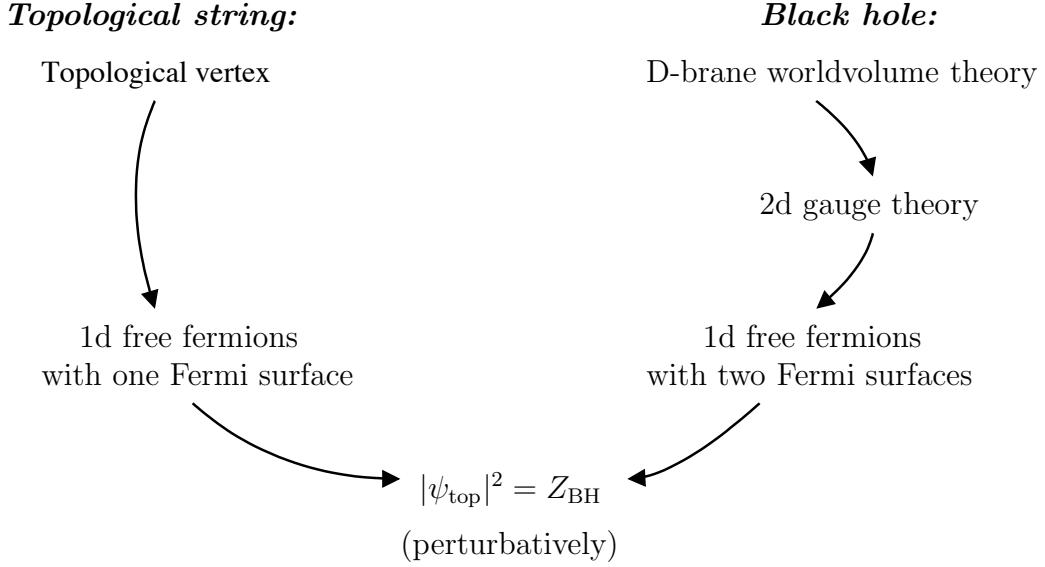 Topological string:
Topological vertex
1d free fermions
with one Fermi surface
Black hole:
D-brane worldvolume theory
2d gauge theory
1d free fermions
with two Fermi surfaces
|ψ_top|² = Z_BH
(perturbatively)